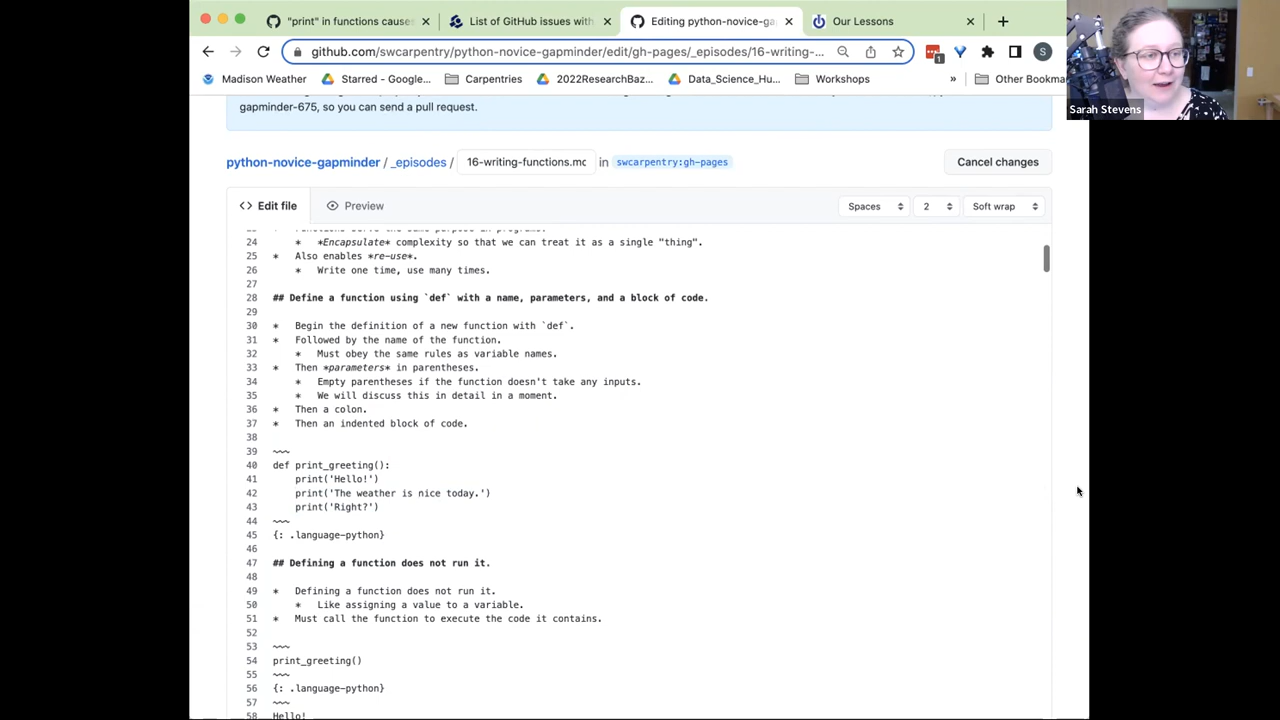 "print" in functions cause
List of GitHub issues with
Editing python-novice-ga
Our Lessons
github.com/swcarpentry/python-novice-gapminder/edit/gh-pages/_episodes/16-writing-...
S
1
Madison Weather
Starred - Google...
Carpentries
2022ResearchBaz...
Data_Science_Hu...
Workshops
»
Other Bookma
Sarah Stevens
gapminder-675, so you can send a pull request.
python-novice-gapminder / _episodes / 16-writing-functions.mc in swcarpentry:gh-pages
Cancel changes
<> Edit file
Preview
Spaces
2
Soft wrap
24 * *Encapsulate* complexity so that we can treat it as a single "thing".
25 * Also enables *re-use*.
26 * Write one time, use many times.
27
28 ## Define a function using `def` with a name, parameters, and a block of code.
29
30 * Begin the definition of a new function with `def`.
31 * Followed by the name of the function.
32 * Must obey the same rules as variable names.
33 * Then *parameters* in parentheses.
34 * Empty parentheses if the function doesn't take any inputs.
35 * We will discuss this in detail in a moment.
36 * Then a colon.
37 * Then an indented block of code.
38
39 ~~~
40 def print_greeting():
41 print('Hello!')
42 print('The weather is nice today.')
43 print('Right?')
44 ~~~
45 {: .language-python}
46
47 ## Defining a function does not run it.
48
49 * Defining a function does not run it.
50 * Like assigning a value to a variable.
51 * Must call the function to execute the code it contains.
52
53 ~~~
54 print_greeting()
55 ~~~
56 {: .language-python}
57 ~~~
58 Hello!